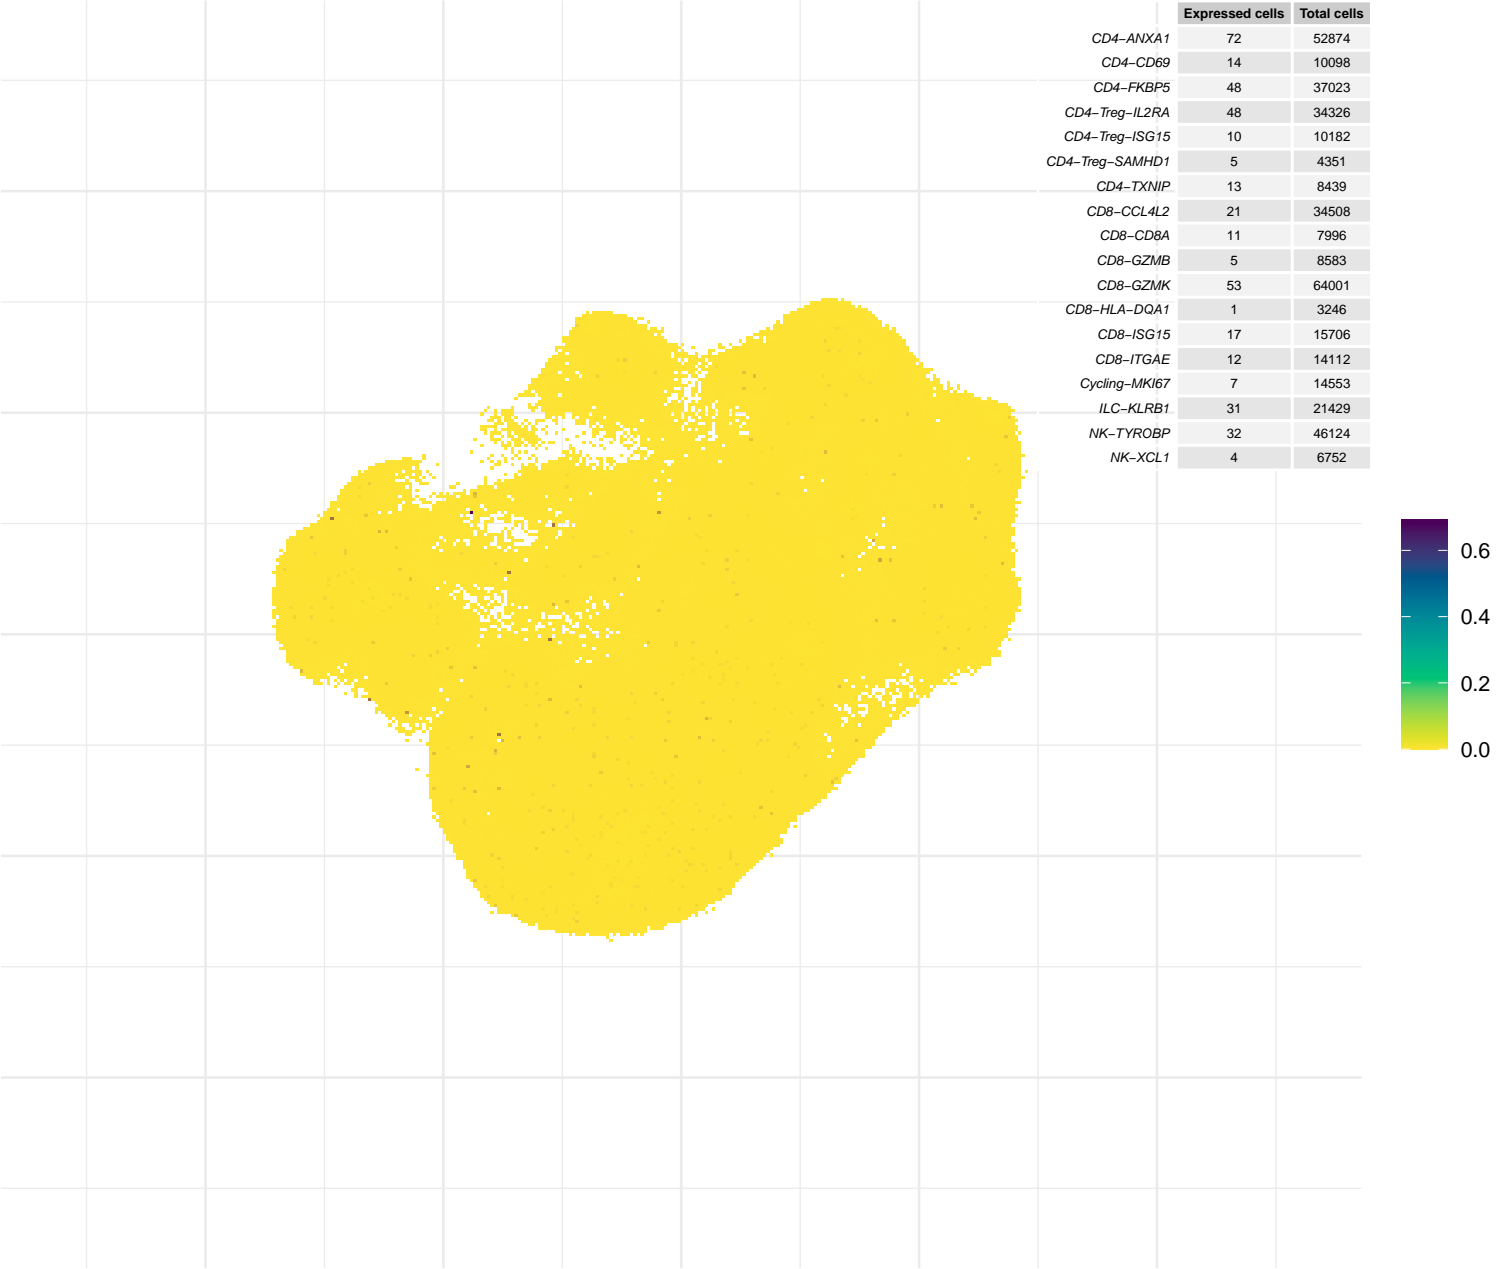 Expressed cells Total cells
CD4−ANXA1 72 52874
CD4−CD69 14 10098
CD4−FKBP5 48 37023
CD4−Treg−IL2RA 48 34326
CD4−Treg−ISG15 10 10182
CD4−Treg−SAMHD1 5 4351
CD4−TXNIP 13 8439
CD8−CCL4L2 21 34508
CD8−CD8A 11 7996
CD8−GZMB 5 8583
CD8−GZMK 53 64001
CD8−HLA−DQA1 1 3246
CD8−ISG15 17 15706
CD8−ITGAE 12 14112
Cycling−MKI67 7 14553
ILC−KLRB1 31 21429
NK−TYROBP 32 46124
NK−XCL1 4 6752
0.6
0.4
0.2
0.0